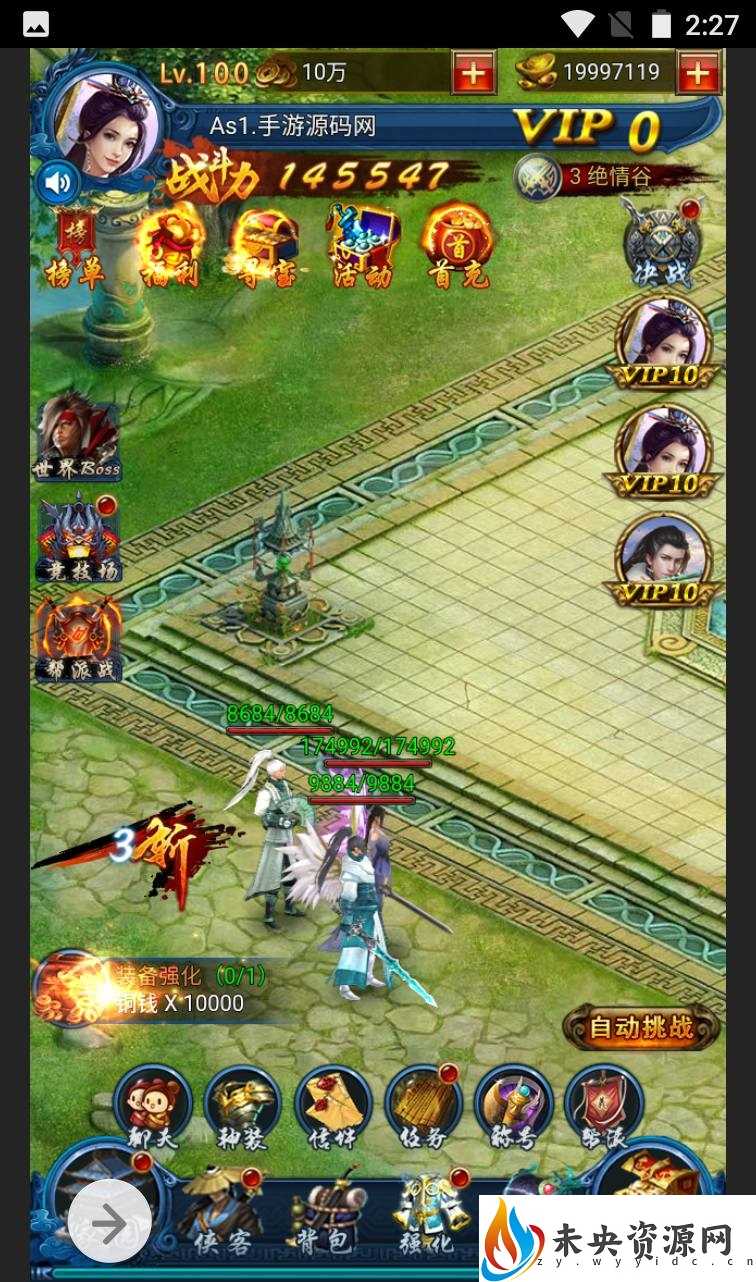 2:27
Lv.100
10万
19997119
As1.手游源码网
VIP 0
战斗力 145547
3 绝情谷
榜
榜单
福利
寻宝
活动
首
首充
决战
VIP10
世界Boss
VIP10
竞技场
VIP10
帮派战
8684/8684
174992/174992
9884/9884
3折
装备强化 (0/1)
铜钱 X 10000
自动挑战
聊天
神装
信件
任务
称号
帮派
侠客
背包
强化
未央资源网
zy.wyyidc.cn